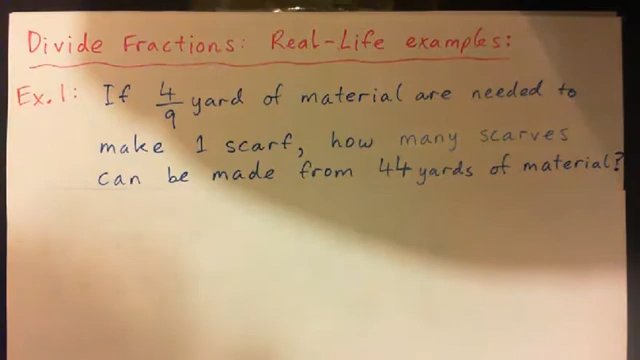 Divide Fractions: Real-Life examples:
Ex. 1: If 4/9 yard of material are needed to
make 1 scarf, how many scarves
can be made from 44 yards of material?